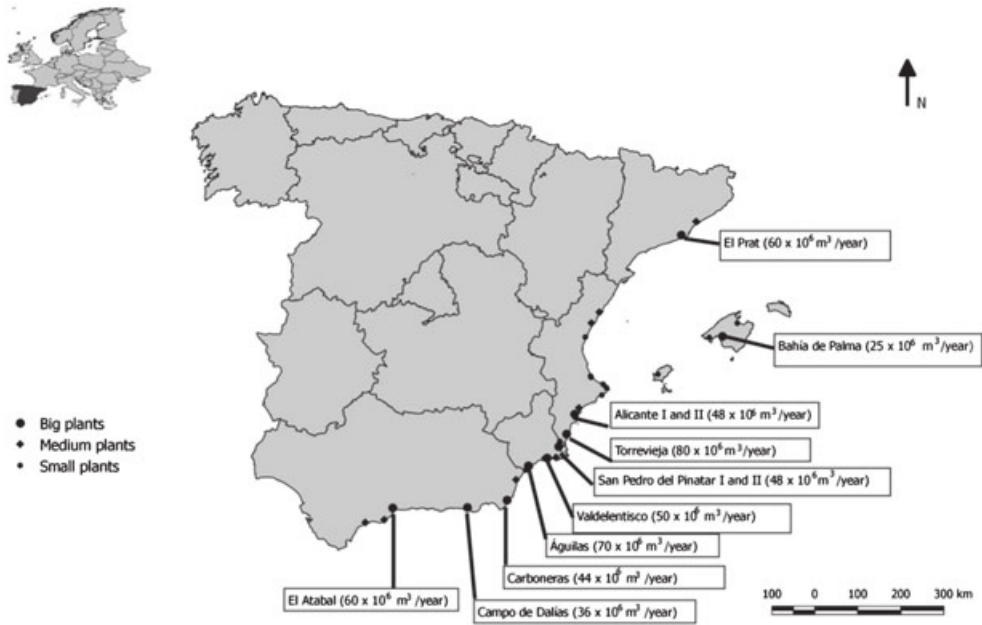 N
El Prat (60 x 10⁶ m³/year)
Bahía de Palma (25 x 10⁶ m³/year)
Big plants
Medium plants
Small plants
Alicante I and II (48 x 10⁶ m³/year)
Torrevieja (80 x 10⁶ m³/year)
San Pedro del Pinatar I and II (48 x 10⁶ m³/year)
Valdelentisco (50 x 10⁶ m³/year)
Águilas (70 x 10⁶ m³/year)
Carboneras (44 x 10⁶ m³/year)
El Atabal (60 x 10⁶ m³/year)
Campo de Dalías (36 x 10⁶ m³/year)
100 0 100 200 300 km